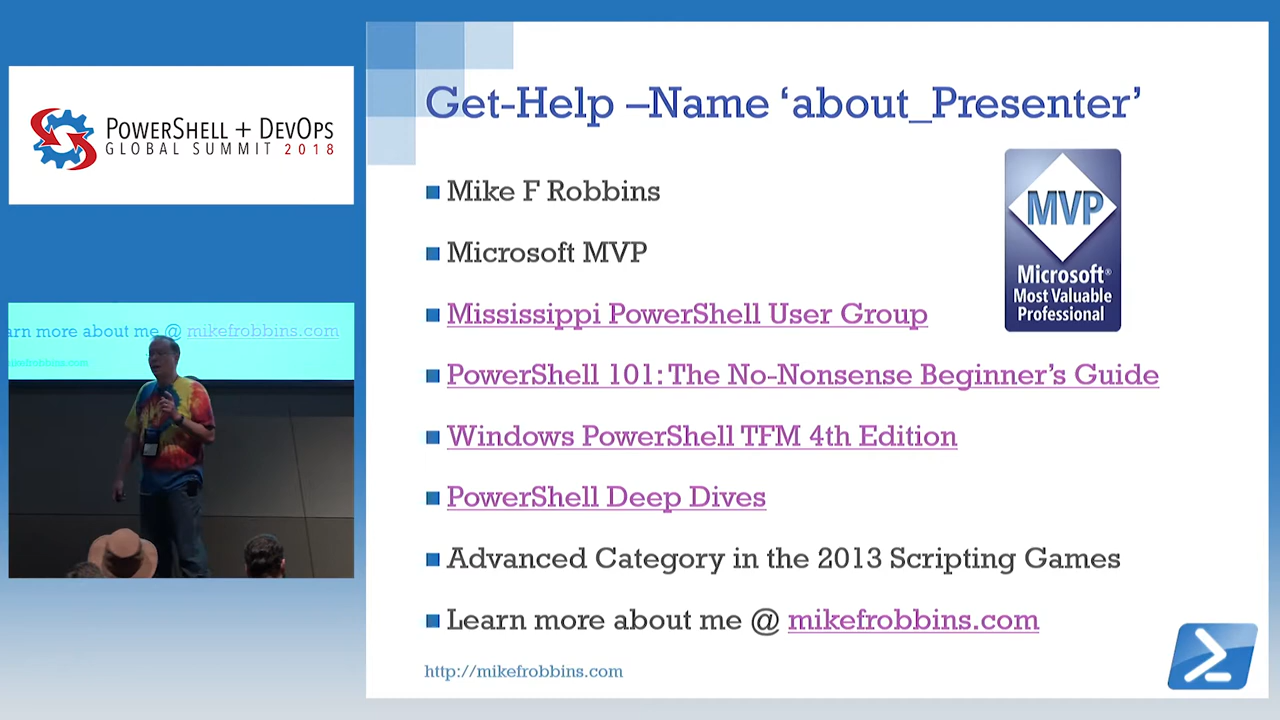 PowerShell + DevOps
GLOBAL SUMMIT 2018
arn more about me @ mikefrobbins.com
Get-Help –Name ‘about_Presenter’
Mike F Robbins
Microsoft MVP
Mississippi PowerShell User Group
PowerShell 101: The No-Nonsense Beginner’s Guide
Windows PowerShell TFM 4th Edition
PowerShell Deep Dives
Advanced Category in the 2013 Scripting Games
Learn more about me @ mikefrobbins.com
http://mikefrobbins.com
MVP
Microsoft®
Most Valuable
Professional